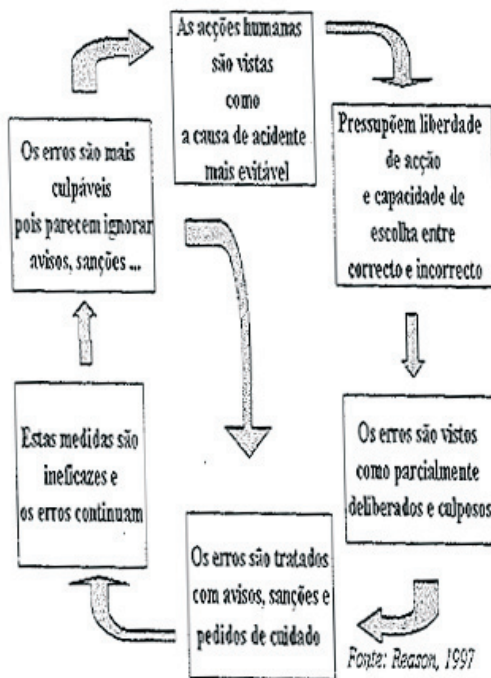 As acções humanas
são vistas
como
a causa de acidente
mais evitável
Pressupõem liberdade
de acção
e capacidade de
escolha entre
correcto e incorrecto
Os erros são vistos
como parcialmente
deliberados e culposos
Os erros são tratados
com avisos, sanções e
pedidos de cuidado
Estas medidas são
ineficazes e
os erros continuam
Os erros são mais
culpáveis
pois parecem ignorar
avisos, sanções ...
Fonte: Reason, 1997